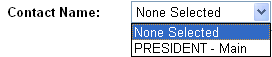 Contact Name: None Selected
None Selected
PRESIDENT - Main